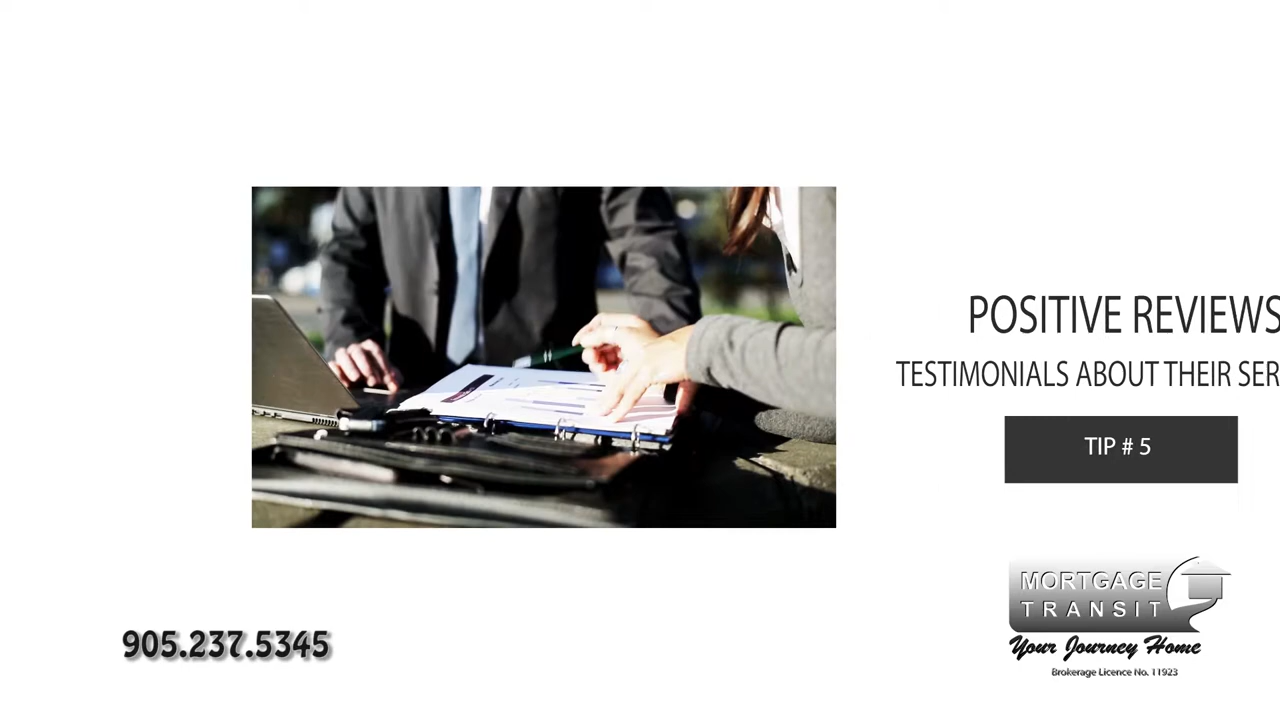 POSITIVE REVIEWS
TESTIMONIALS ABOUT THEIR SER
TIP # 5
MORTGAGE
TRANSIT
Your Journey Home
Brokerage Licence No. 11923
905.237.5345